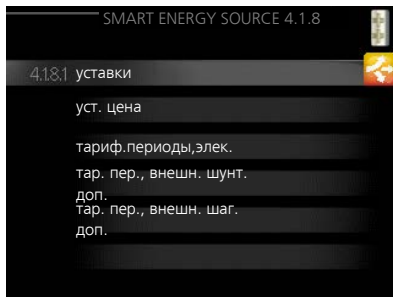 SMART ENERGY SOURCE 4.1.8
4.1.8.1 уставки
уст. цена
тариф.периоды,элек.
тар. пер., внешн. шунт.
доп.
тар. пер., внешн. шаг.
доп.